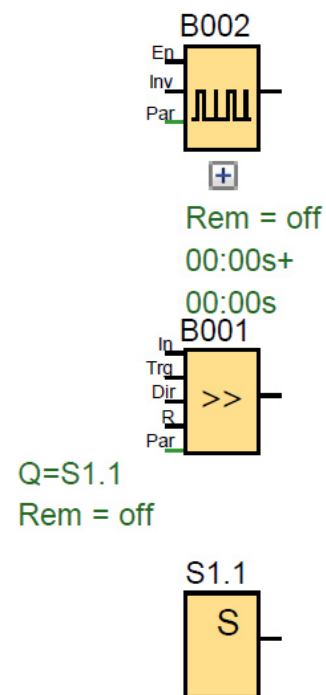 B002
En
Inv
Par
Rem = off
00:00s+
00:00s
B001
In
Trg
Dir
>>
R
Par
Q=S1.1
Rem = off
S1.1
S